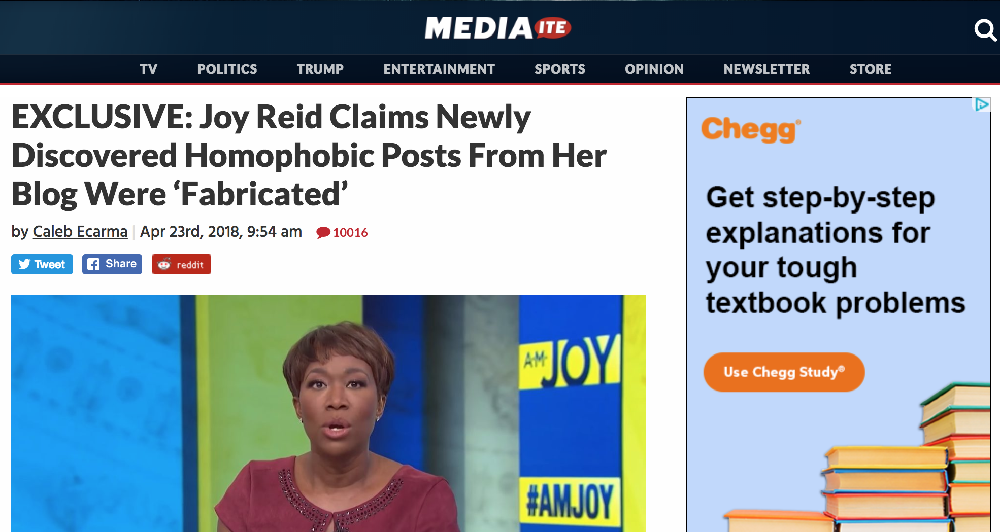 MEDIAITE
TV POLITICS TRUMP ENTERTAINMENT SPORTS OPINION NEWSLETTER STORE
EXCLUSIVE: Joy Reid Claims Newly
Discovered Homophobic Posts From Her
Blog Were ‘Fabricated’
by Caleb Ecarma | Apr 23rd, 2018, 9:54 am 10016
Tweet Share reddit
A·M·JOY
#AMJOY
Chegg®
Get step-by-step
explanations for
your tough
textbook problems
Use Chegg Study®